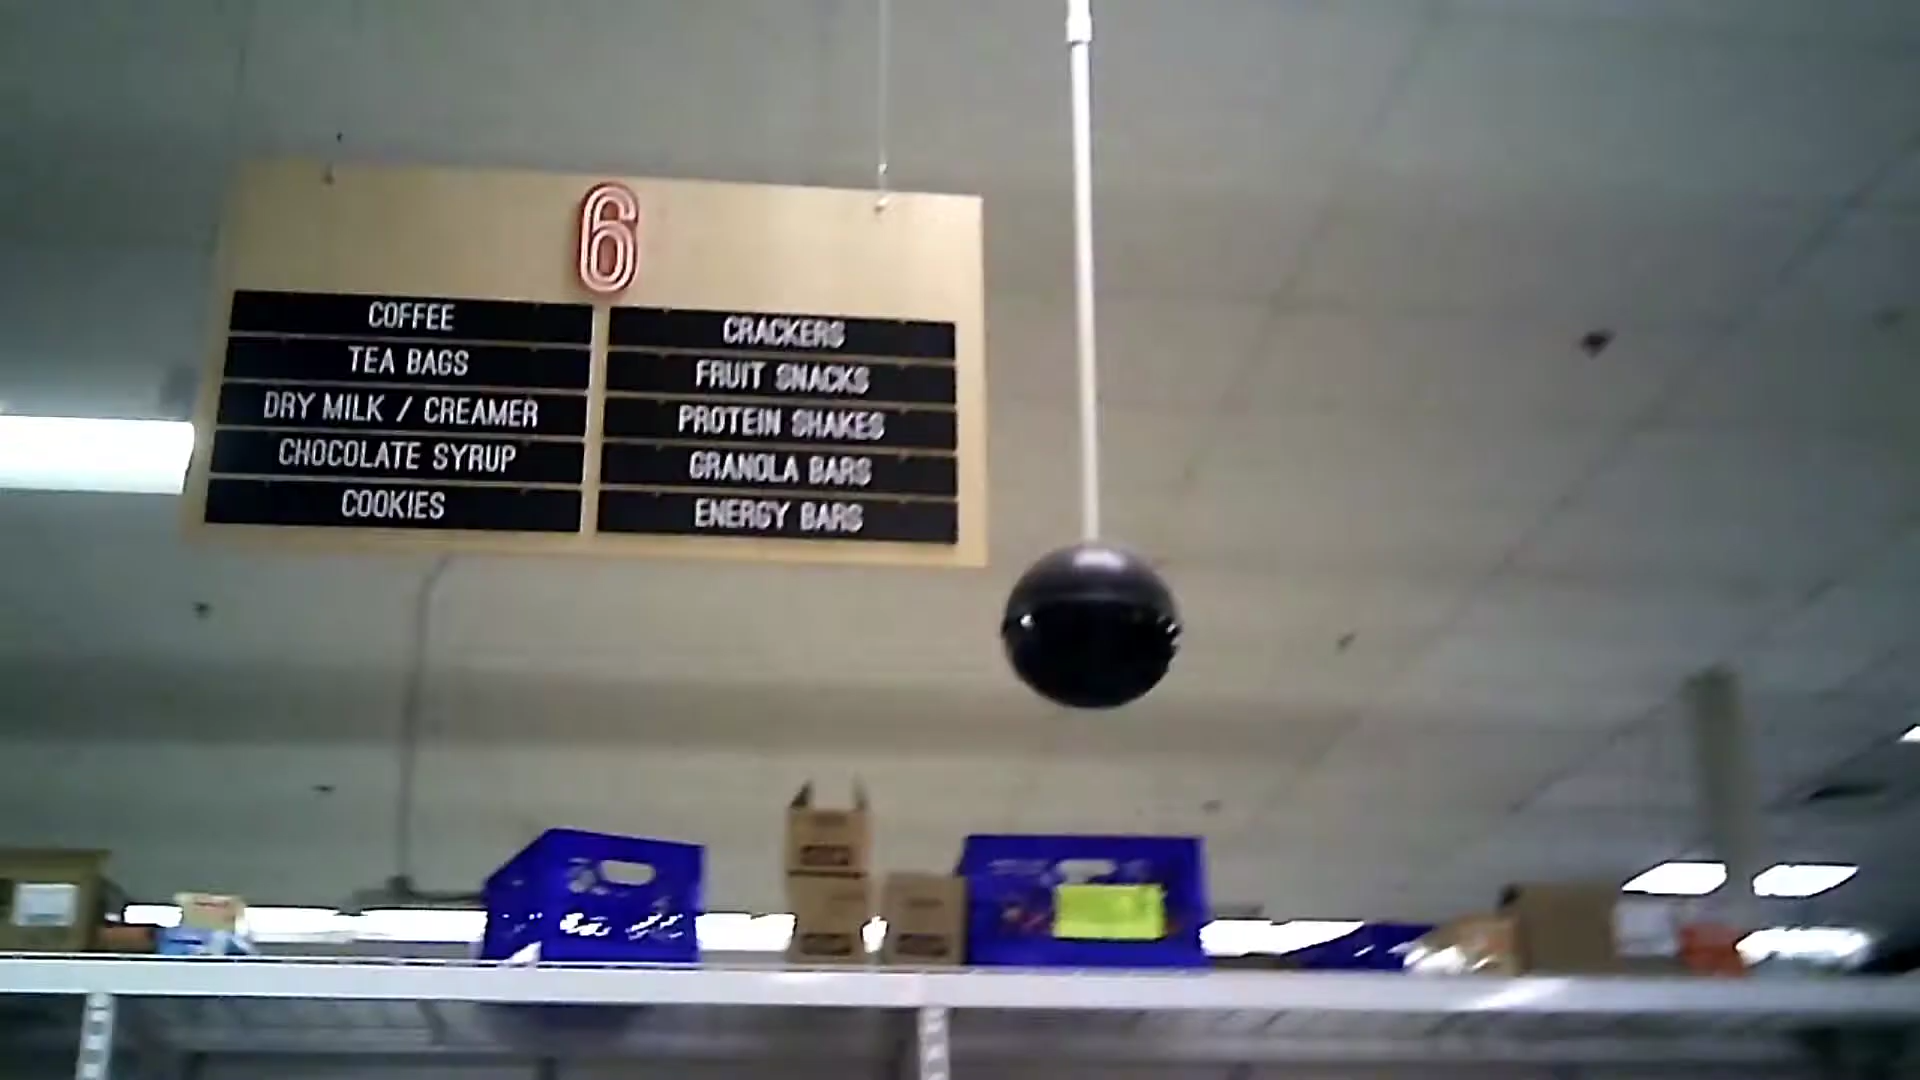 6
COFFEE
TEA BAGS
DRY MILK / CREAMER
CHOCOLATE SYRUP
COOKIES
CRACKERS
FRUIT SNACKS
PROTEIN SHAKES
GRANOLA BARS
ENERGY BARS